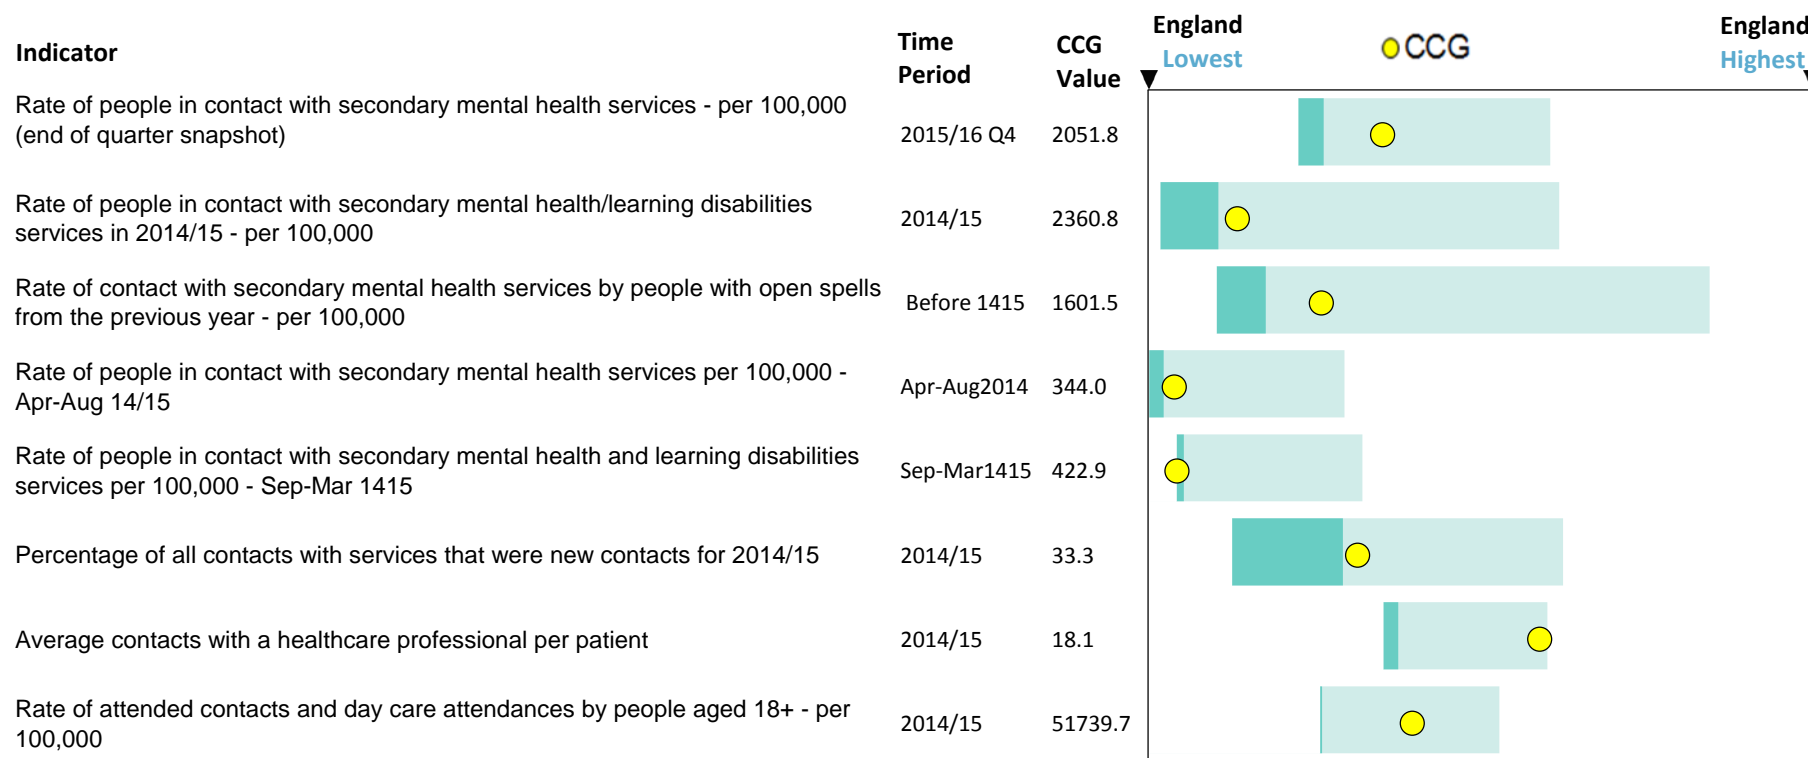 Indicator
Time
Period
CCG
Value
England
Lowest
CCG
England
Highest
Rate of people in contact with secondary mental health services - per 100,000
(end of quarter snapshot)
2015/16 Q4
2051.8
Rate of people in contact with secondary mental health/learning disabilities
services in 2014/15 - per 100,000
2014/15
2360.8
Rate of contact with secondary mental health services by people with open spells
from the previous year - per 100,000
Before 1415
1601.5
Rate of people in contact with secondary mental health services per 100,000 -
Apr-Aug 14/15
Apr-Aug2014
344.0
Rate of people in contact with secondary mental health and learning disabilities
services per 100,000 - Sep-Mar 1415
Sep-Mar1415
422.9
Percentage of all contacts with services that were new contacts for 2014/15
2014/15
33.3
Average contacts with a healthcare professional per patient
2014/15
18.1
Rate of attended contacts and day care attendances by people aged 18+ - per
100,000
2014/15
51739.7